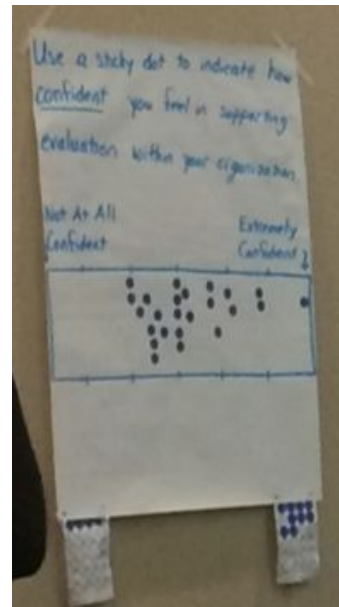 Use a sticky dot to indicate how
confident you feel in supporting
evaluation within your organization.
Not At All
Confident
Extremely
Confident